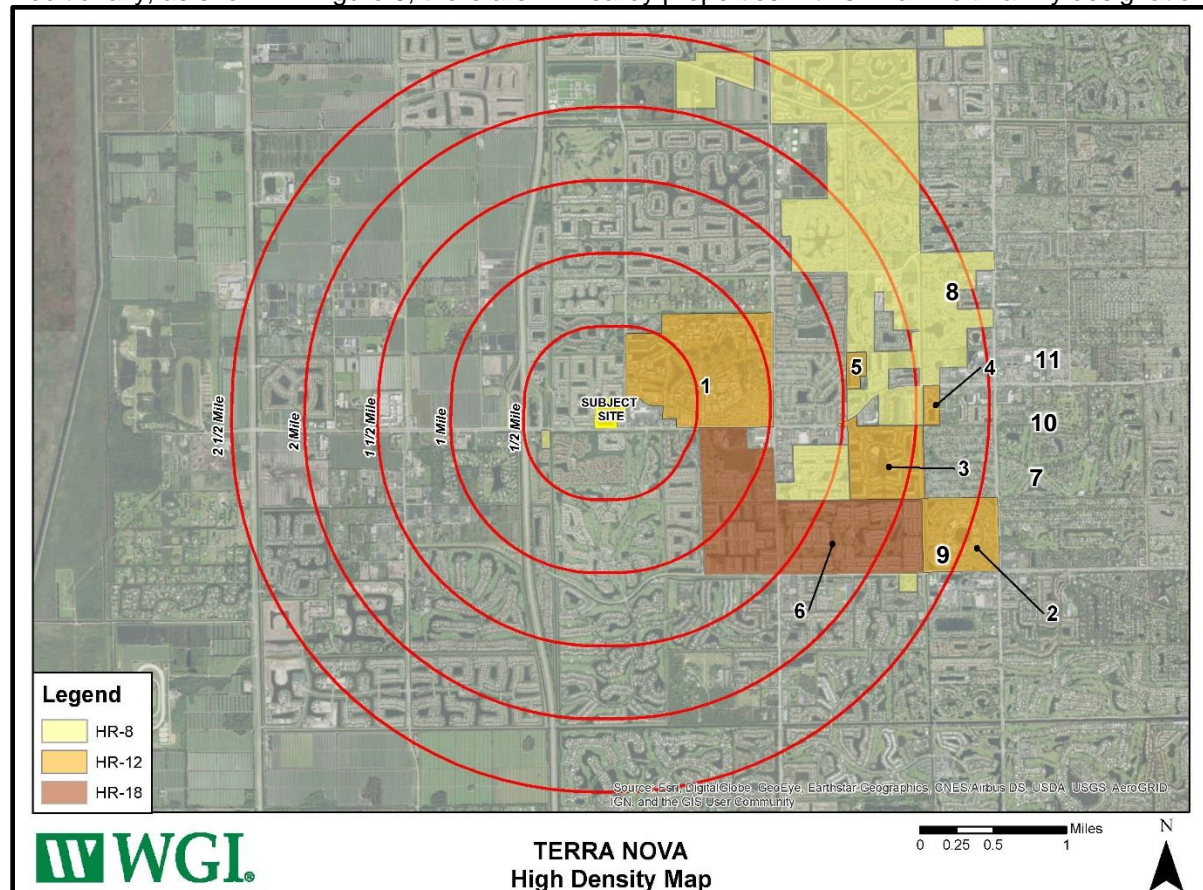 8
11
5
4
1
SUBJECT
SITE
2 1/2 Mile
2 Mile
1 1/2 Mile
1 Mile
1/2 Mile
10
3
7
9
6
2
Legend
HR-8
HR-12
HR-18
Source: Esri, DigitalGlobe, GeoEye, Earthstar Geographics, CNES/Airbus DS, USDA, USGS, AeroGRID,
IGN, and the GIS User Community
WGI®
TERRA NOVA
High Density Map
Miles
0 0.25 0.5 1
N